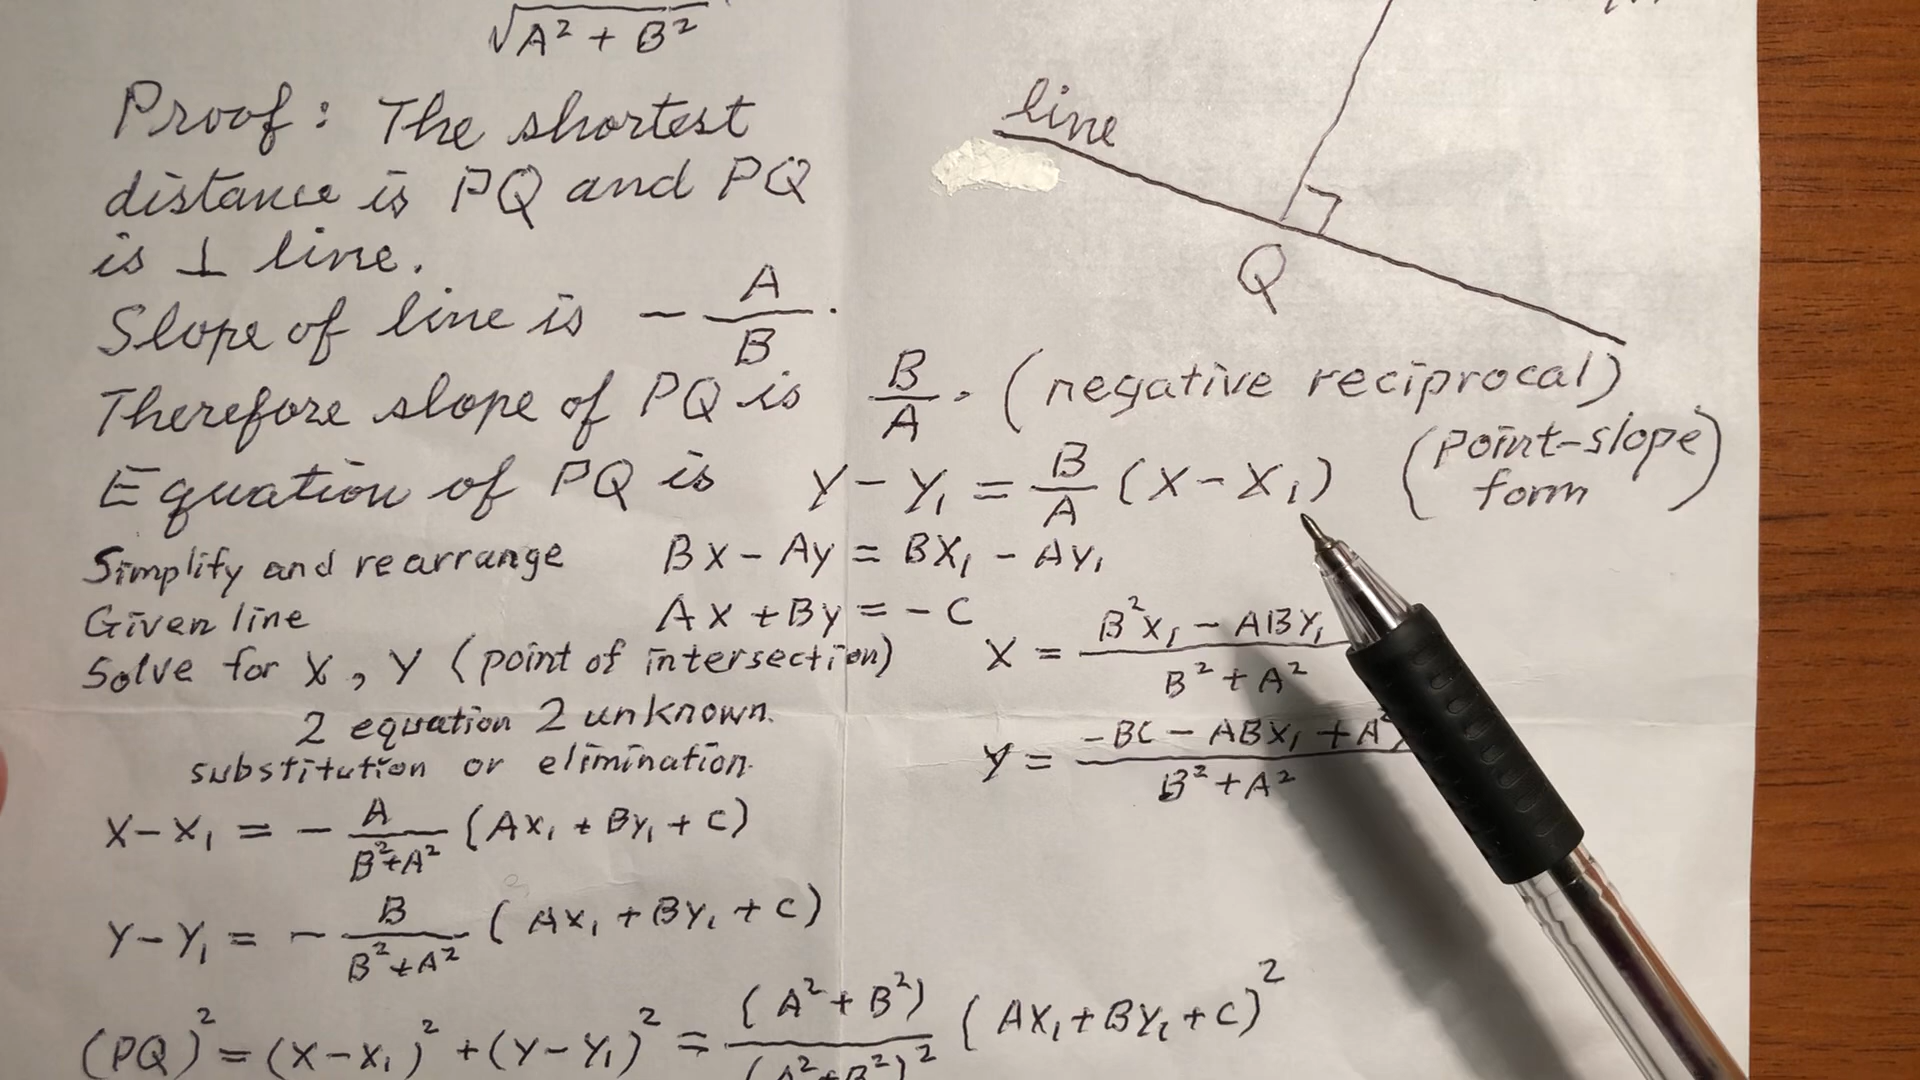 √A² + B²
Proof: The shortest
distance is PQ and PQ
is ⊥ line.
Slope of line is - A/B.
Therefore slope of PQ is B/A. (negative reciprocal)
Equation of PQ is Y - Y₁ = B/A (X - X₁) (point-slope form)
Simplify and rearrange Bx - Ay = BX₁ - AY₁
Given line Ax + By = -C
Solve for X, Y (point of intersection)
2 equation 2 unknown.
substitution or elimination.
X = B²X₁ - ABY₁ / B² + A²
Y = -BC - ABX₁ + A² / B² + A²
X - X₁ = - A / B² + A² (AX₁ + BY₁ + C)
Y - Y₁ = - B / B² + A² (AX₁ + BY₁ + C)
(PQ)² = (X - X₁)² + (Y - Y₁)² = (A² + B²) / (A² + B²)² (AX₁ + BY₁ + C)²
line
Q